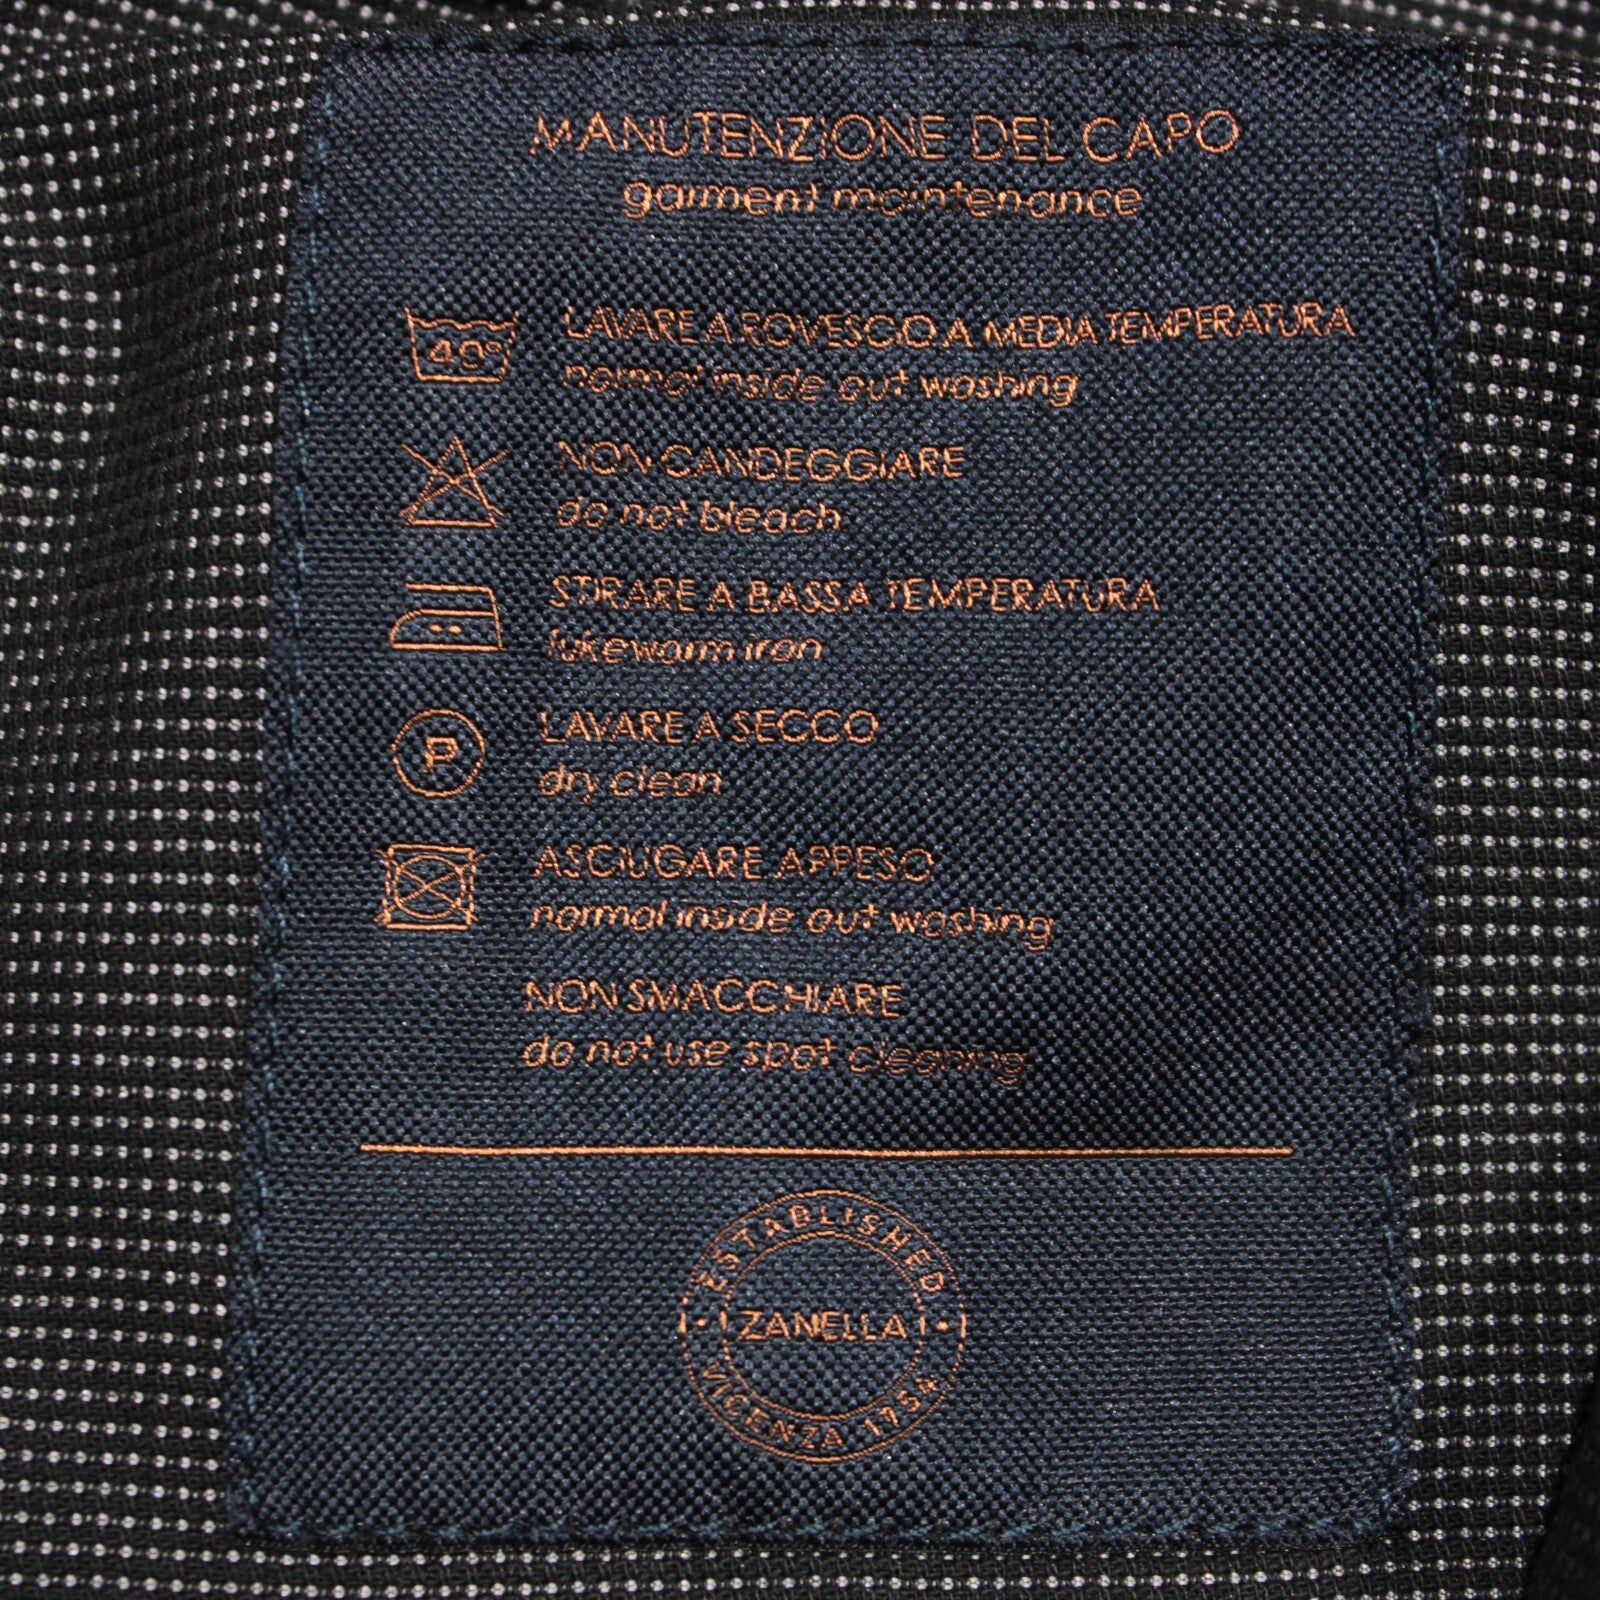 MANUTENZIONE DEL CAPO
garment maintenance
40°
LAVARE A ROVESCIO A MEDIA TEMPERATURA
normal inside out washing
NON CANDEGGIARE
do not bleach
STIRARE A BASSA TEMPERATURA
lukewarm iron
P
LAVARE A SECCO
dry clean
ASCIUGARE APPESO
normal inside out washing
NON SMACCHIARE
do not use spot cleaning
ESTABLISHED
ZANELLA
VICENZA 1954